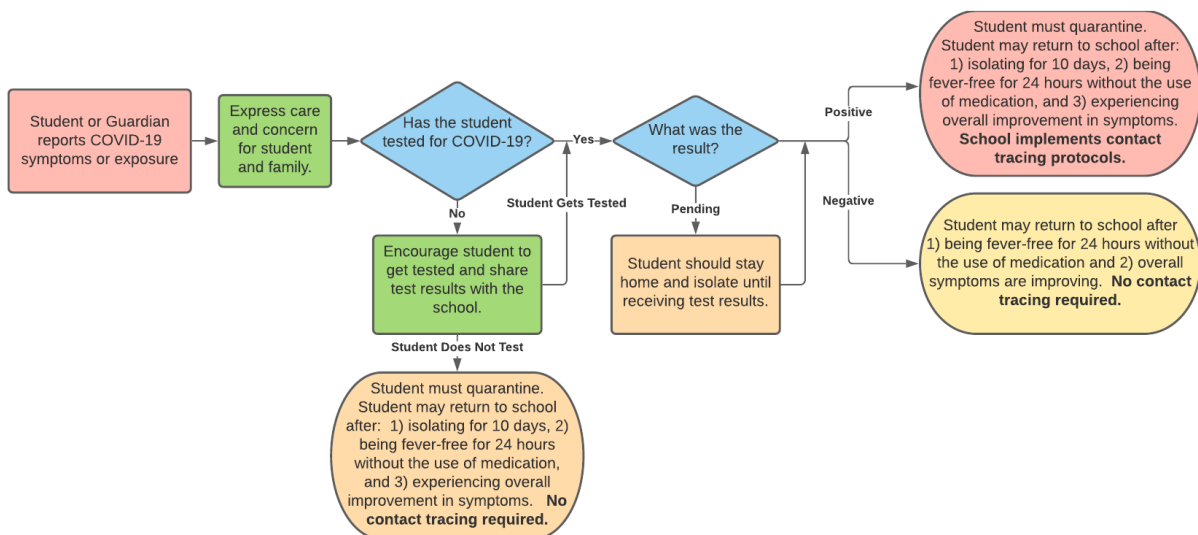 Student or Guardian
reports COVID-19
symptoms or exposure
Express care
and concern
for student
and family.
Has the student
tested for COVID-19?
Yes
What was the
result?
Positive
Student must quarantine.
Student may return to school after:
1) isolating for 10 days, 2) being
fever-free for 24 hours without the use
of medication, and 3) experiencing
overall improvement in symptoms.
School implements contact
tracing protocols.
Negative
Student may return to school after
1) being fever-free for 24 hours without
the use of medication and 2) overall
symptoms are improving. No contact
tracing required.
No
Student Gets Tested
Pending
Encourage student to
get tested and share
test results with the
school.
Student should stay
home and isolate until
receiving test results.
Student Does Not Test
Student must quarantine.
Student may return to school
after: 1) isolating for 10 days, 2)
being fever-free for 24 hours
without the use of medication,
and 3) experiencing overall
improvement in symptoms. No
contact tracing required.